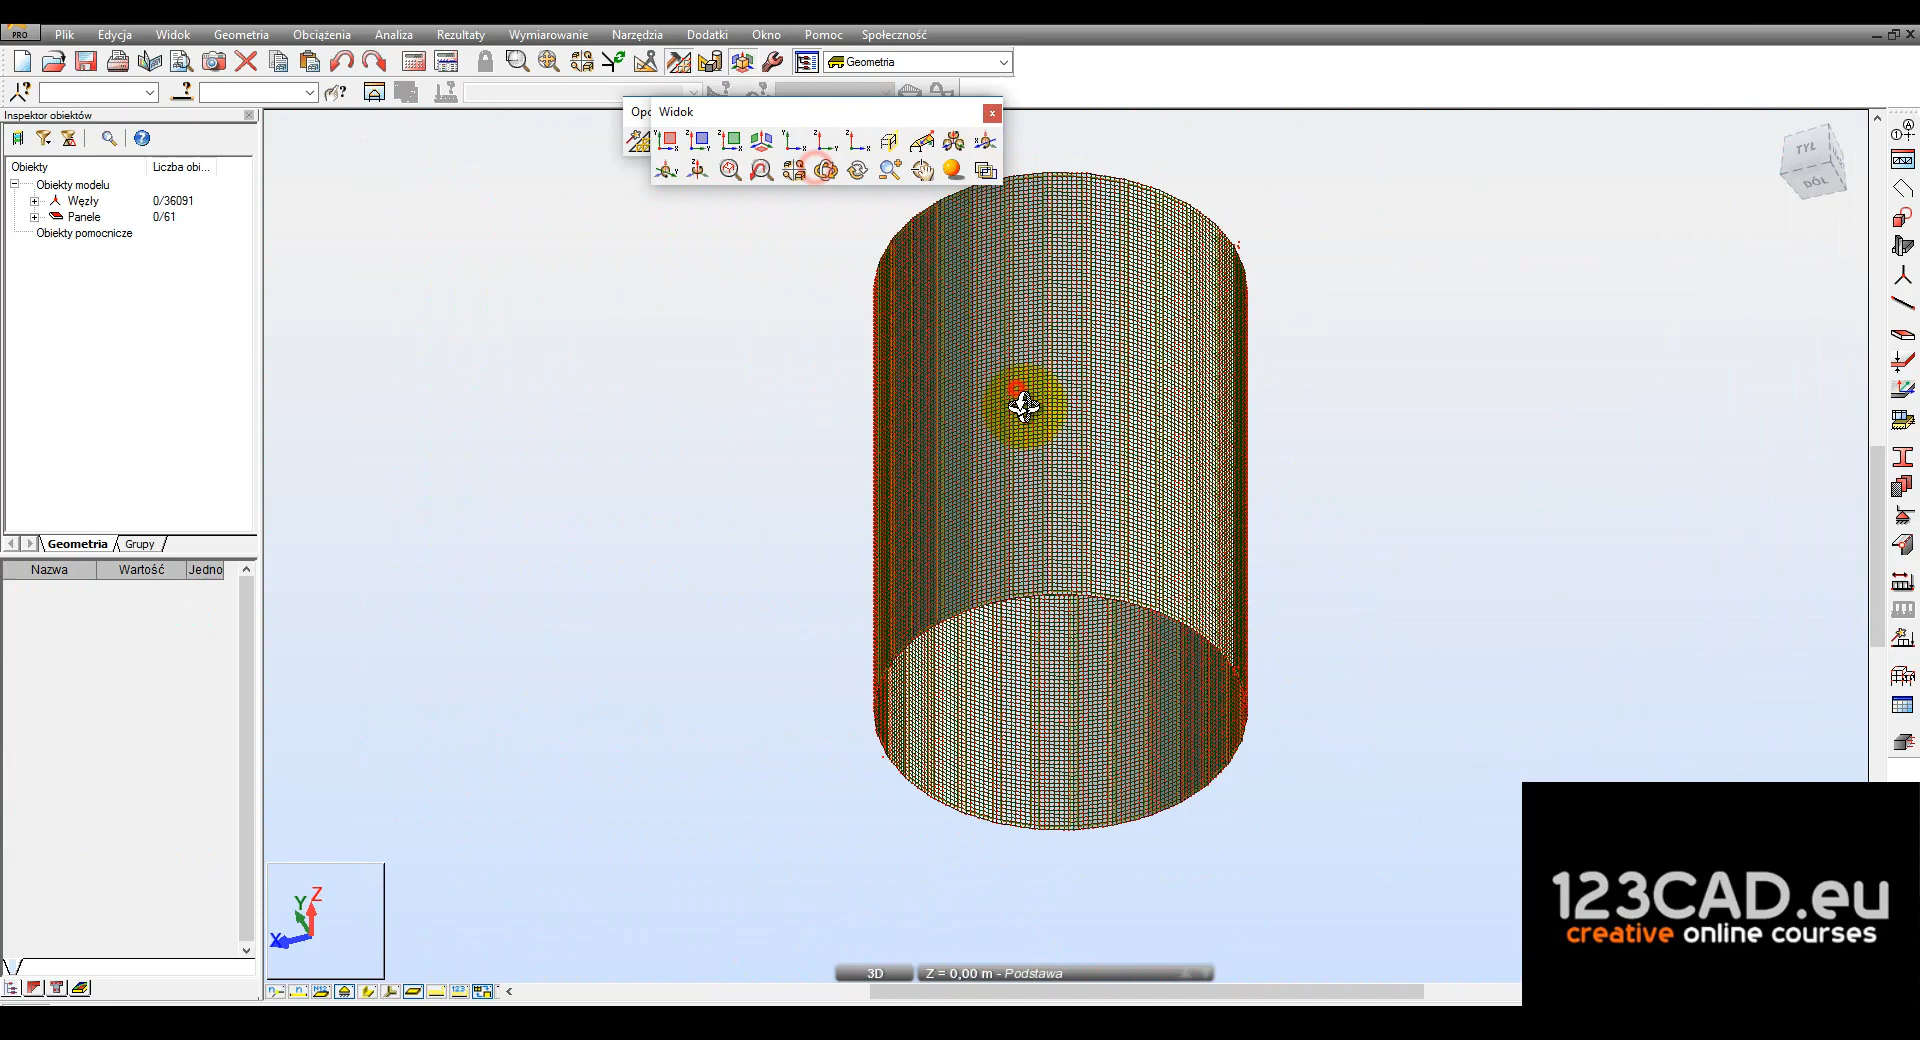 PRO Plik Edycja Widok Geometria Obciążenia Analiza Rezultaty Wymiarowanie Narzędzia Dodatki Okno Pomoc Społeczność
Geometria
Inspektor obiektów
Opc Widok
Obiekty Liczba obi...
Obiekty modelu
Węzły 0/36091
Panele 0/61
Obiekty pomocnicze
TYŁ
DÓŁ
Geometria Grupy
Nazwa Wartość Jedno
Z
Y
X
3D Z = 0,00 m - Podstawa
123CAD.eu
creative online courses